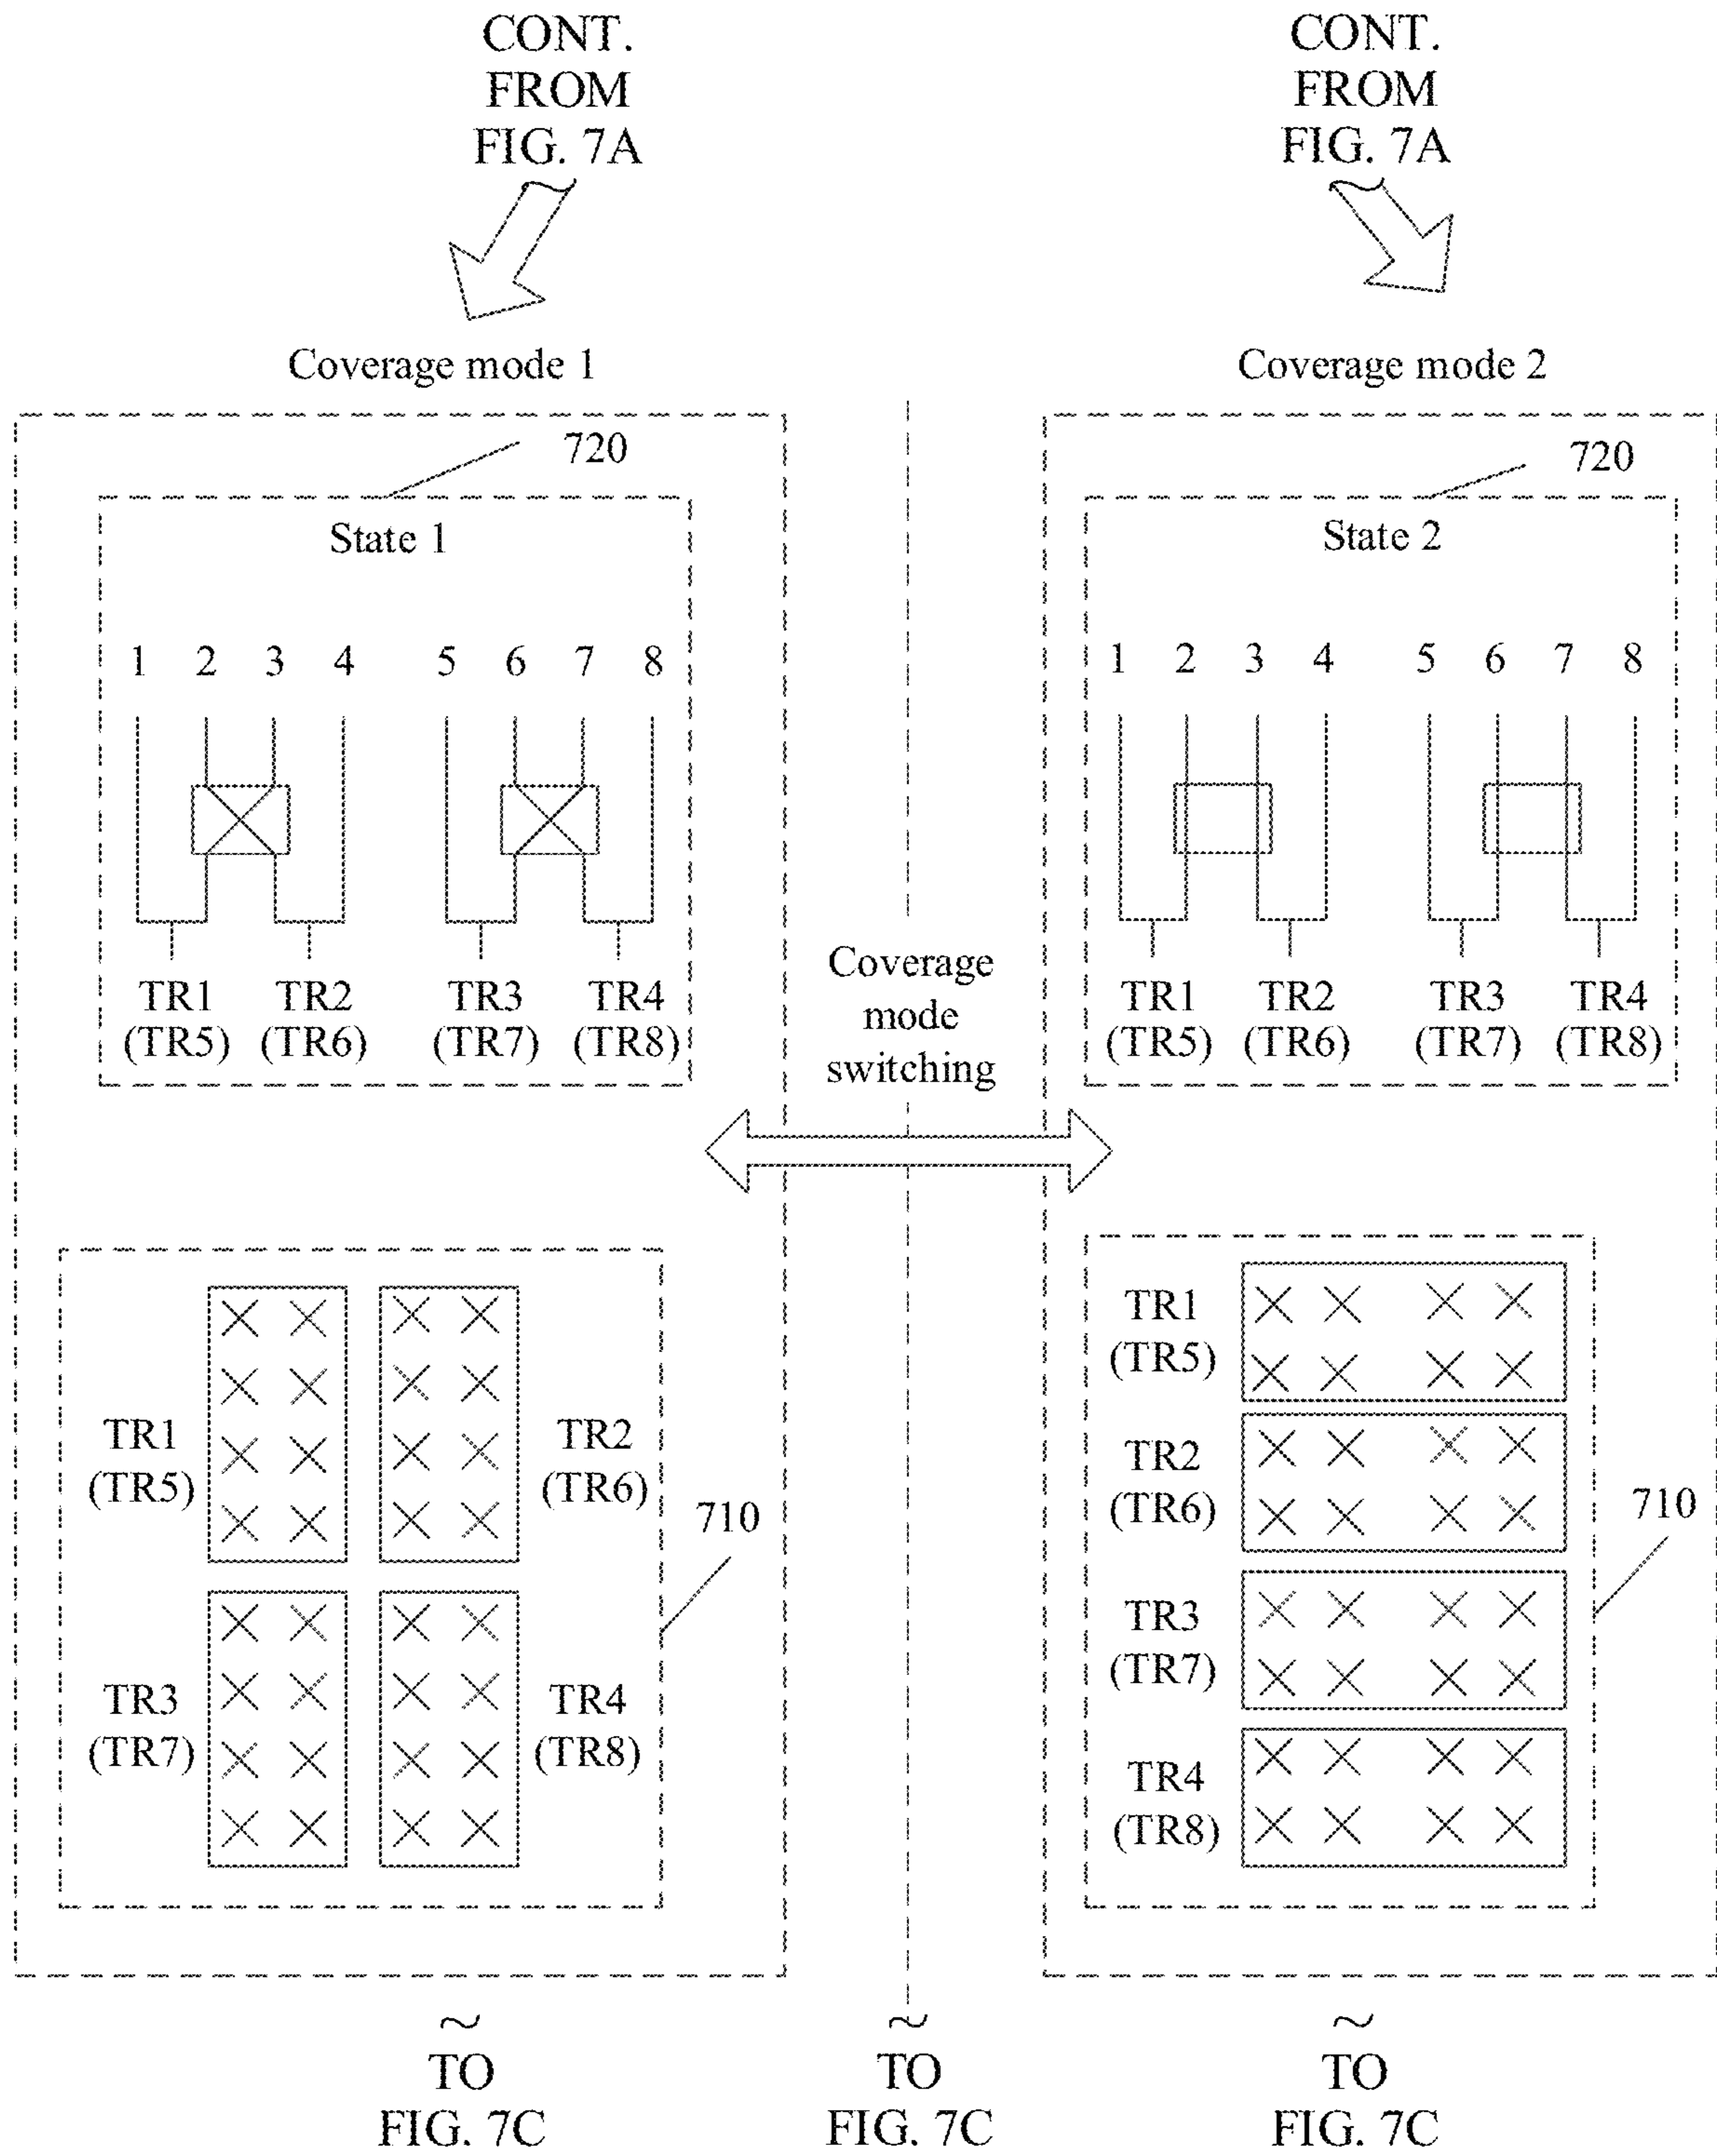 CONT.
FROM
FIG. 7A
CONT.
FROM
FIG. 7A
Coverage mode 1
Coverage mode 2
720
State 1
1 2 3 4 5 6 7 8
TR1 TR2 TR3 TR4
(TR5) (TR6) (TR7) (TR8)
720
State 2
1 2 3 4 5 6 7 8
TR1 TR2 TR3 TR4
(TR5) (TR6) (TR7) (TR8)
Coverage
mode
switching
TR1
(TR5)
TR2
(TR6)
710
TR3
(TR7)
TR4
(TR8)
TR1
(TR5)
TR2
(TR6)
710
TR3
(TR7)
TR4
(TR8)
TO
FIG. 7C
TO
FIG. 7C
TO
FIG. 7C